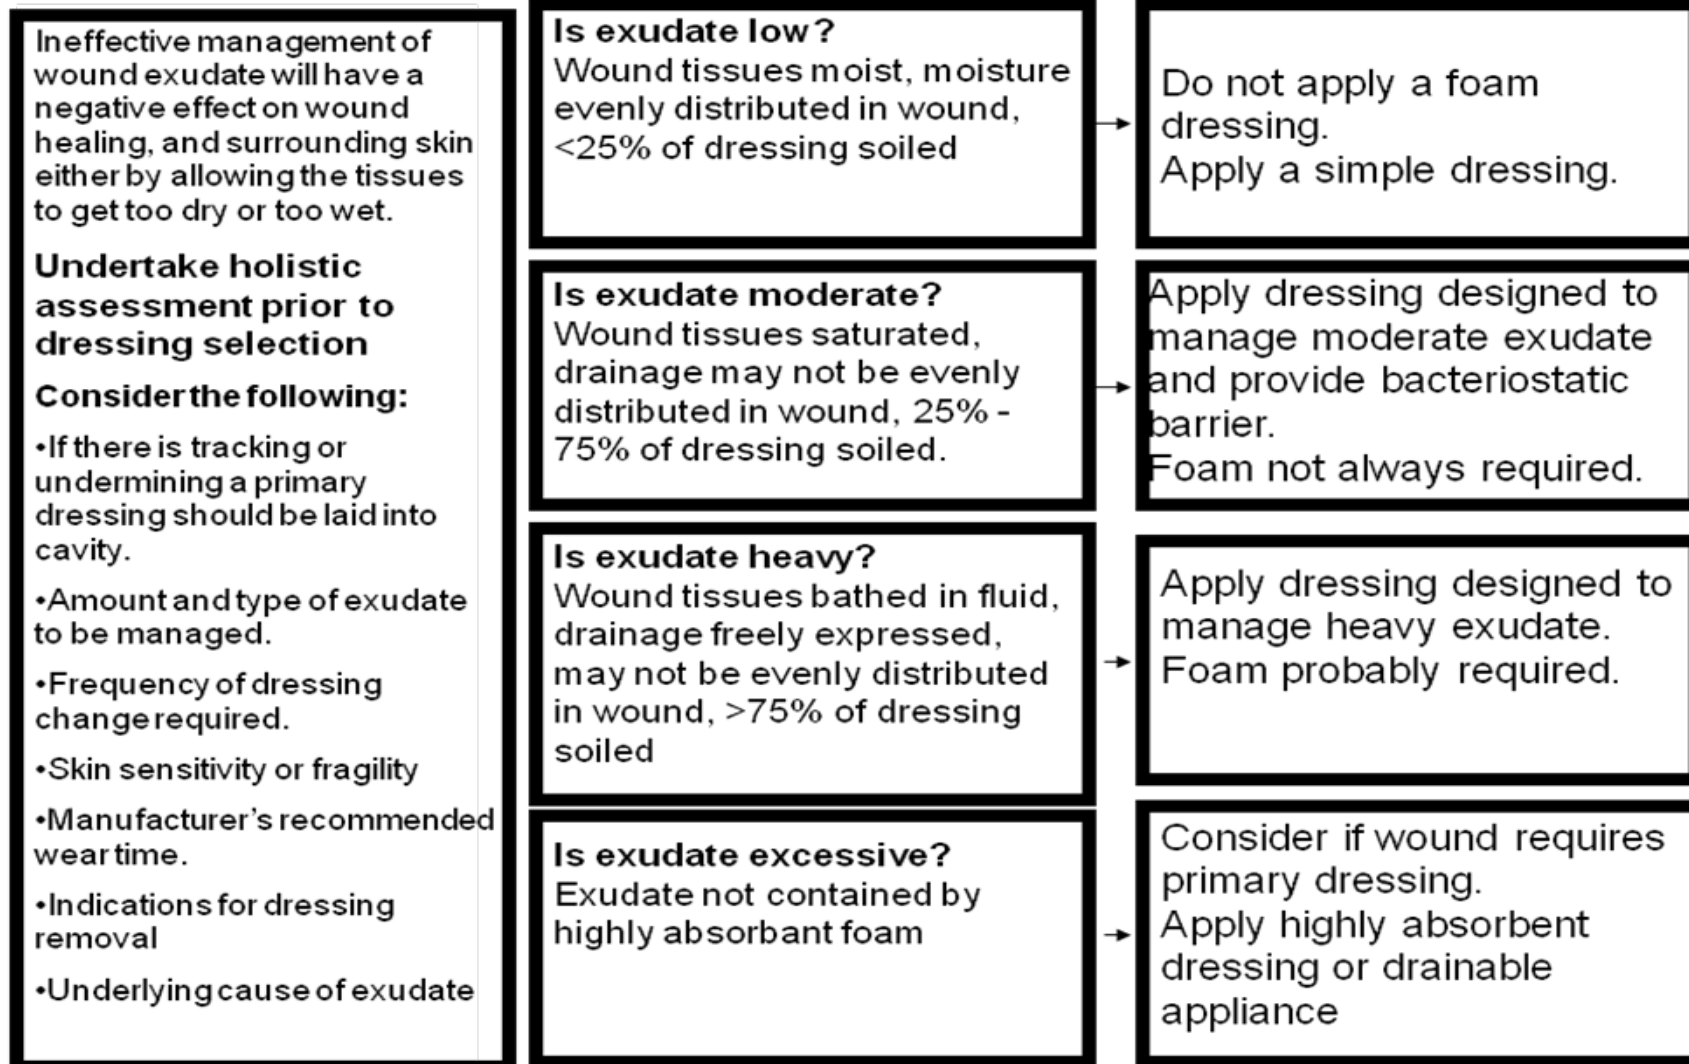 Ineffective management of
wound exudate will have a
negative effect on wound
healing, and surrounding skin
either by allowing the tissues
to get too dry or too wet.
Undertake holistic
assessment prior to
dressing selection
Consider the following:
•If there is tracking or
undermining a primary
dressing should be laid into
cavity.
•Amount and type of exudate
to be managed.
•Frequency of dressing
change required.
•Skin sensitivity or fragility
•Manufacturer's recommended
wear time.
•Indications for dressing
removal
•Underlying cause of exudate
Is exudate low?
Wound tissues moist, moisture
evenly distributed in wound,
<25% of dressing soiled
Do not apply a foam
dressing.
Apply a simple dressing.
Is exudate moderate?
Wound tissues saturated,
drainage may not be evenly
distributed in wound, 25% -
75% of dressing soiled.
Apply dressing designed to
manage moderate exudate
and provide bacteriostatic
barrier.
Foam not always required.
Is exudate heavy?
Wound tissues bathed in fluid,
drainage freely expressed,
may not be evenly distributed
in wound, >75% of dressing
soiled
Apply dressing designed to
manage heavy exudate.
Foam probably required.
Is exudate excessive?
Exudate not contained by
highly absorbant foam
Consider if wound requires
primary dressing.
Apply highly absorbent
dressing or drainable
appliance